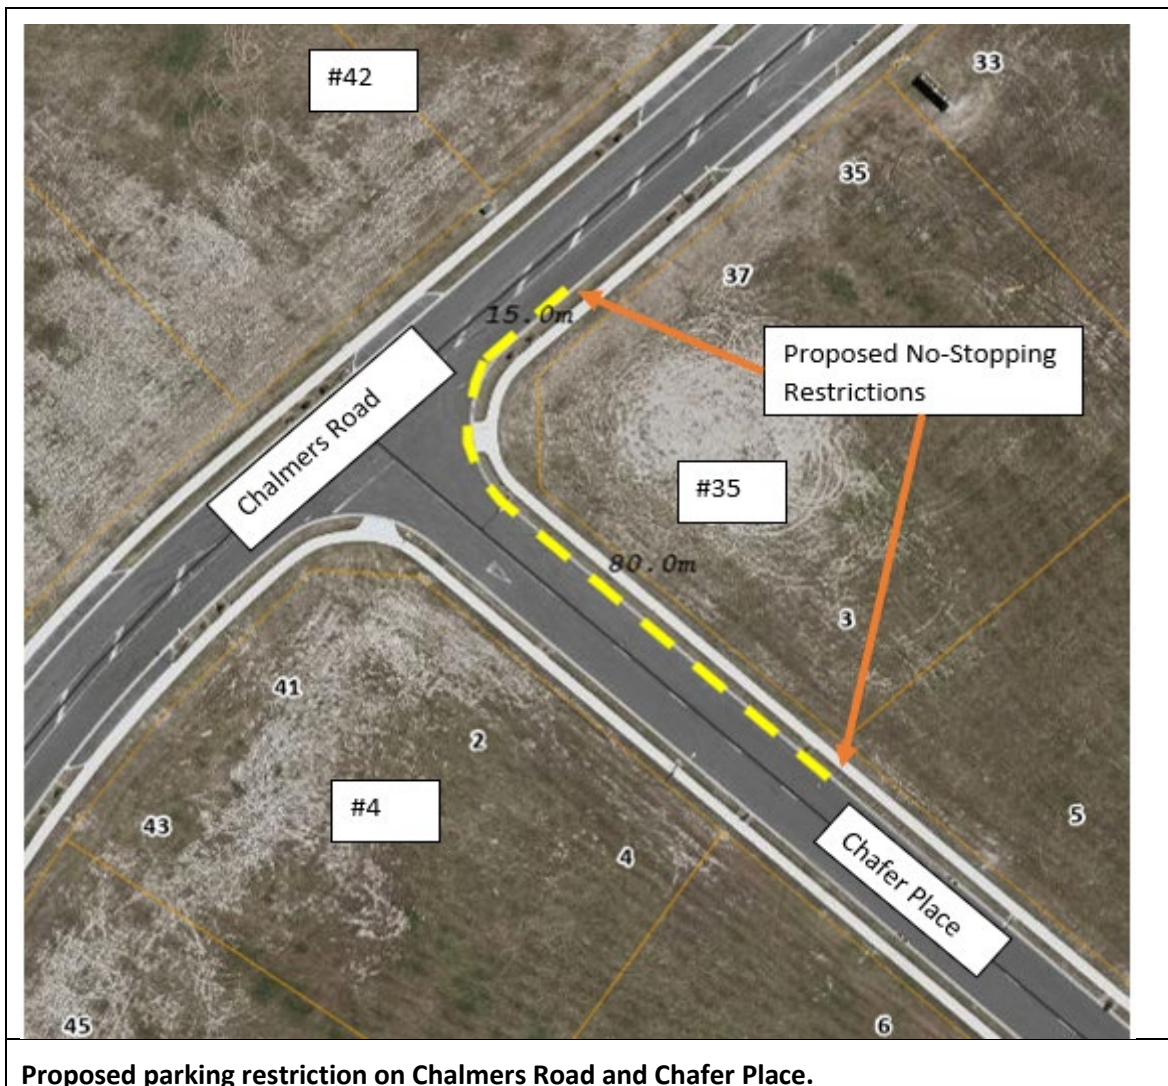 #42
33
35
37
15.0m
Proposed No-Stopping
Restrictions
Chalmers Road
#35
80.0m
3
41
2
#4
43
4
5
Chafer Place
45
6
Proposed parking restriction on Chalmers Road and Chafer Place.